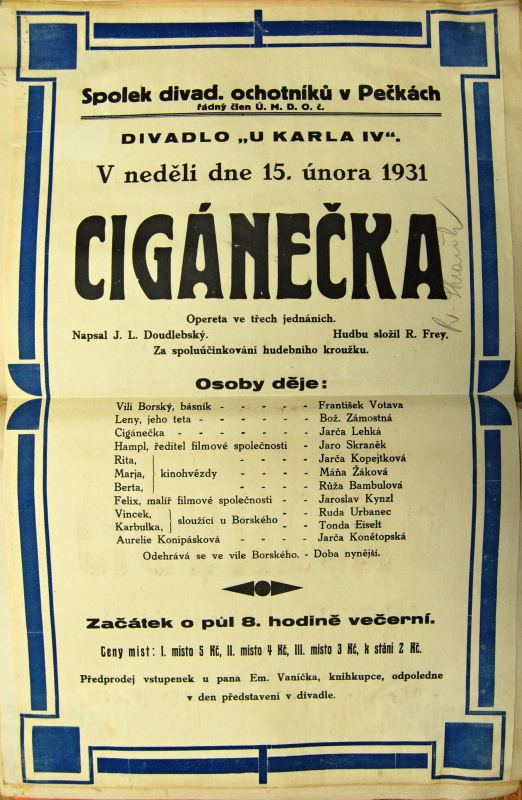 Spolek divad. ochotníků v Pečkách
řádný člen Ú. M. D. O. č.
DIVADLO „U KARLA IV“.
V neděli dne 15. února 1931
CIGÁNEČKA
Opereta ve třech jednáních.
Napsal J. L. Doudlebský. Hudbu složil R. Frey.
Za spoluúčinkování hudebního kroužku.
Osoby děje:
Vili Borský, básník - - - - - František Votava
Leny, jeho teta - - - - - - Bož. Zámostná
Cigánečka - - - - - - Jarča Lehká
Hampl, ředitel filmové společnosti - Jaro Skraněk
Rita, - - - - Jarča Kopejtková
Marja, kinohvězdy - - - - Máňa Žáková
Berta, - - - - Růža Bambulová
Felix, malíř filmové společnosti - - Jaroslav Kynzl
Vincek, - - Ruda Urbanec
Karbulka, sloužící u Borského - - Tonda Eiselt
Aurelie Konipásková - - - - Jarča Konětopská
Odehrává se ve vile Borského. - Doba nynější.
Začátek o půl 8. hodině večerní.
Ceny míst: I. místo 5 Kč, II. místo 4 Kč, III. místo 3 Kč, k stání 2 Kč.
Předprodej vstupenek u pana Em. Vanička, knihkupce, odpoledne
v den představení v divadle.